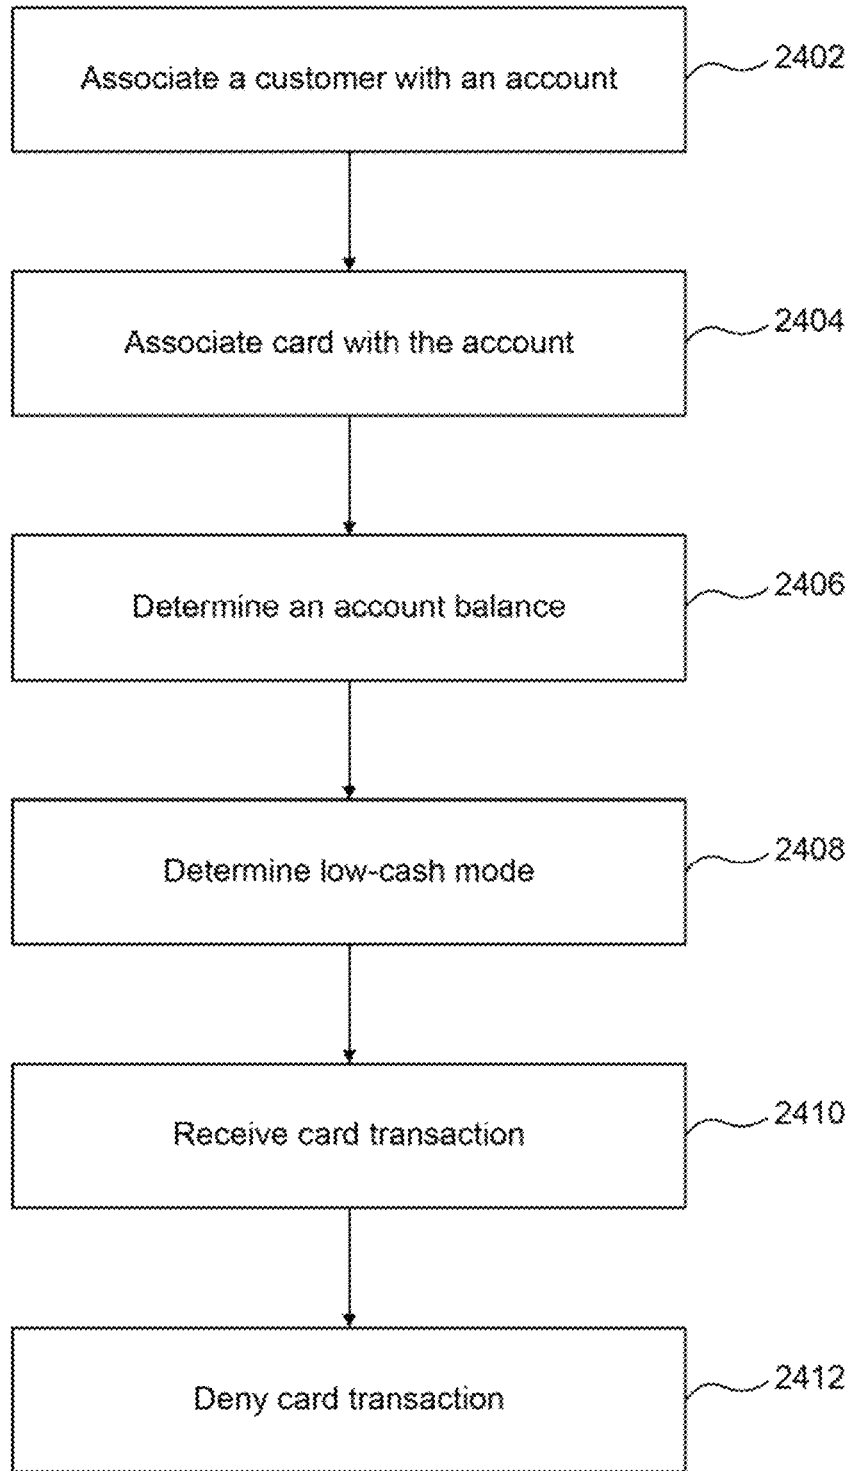 Associate a customer with an account
2402
Associate card with the account
2404
Determine an account balance
2406
Determine low-cash mode
2408
Receive card transaction
2410
Deny card transaction
2412